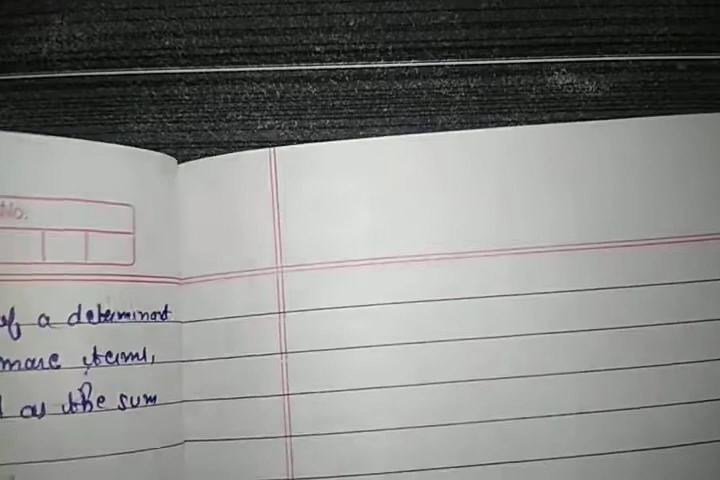 No.
of a determinant
more terms,
as the sum